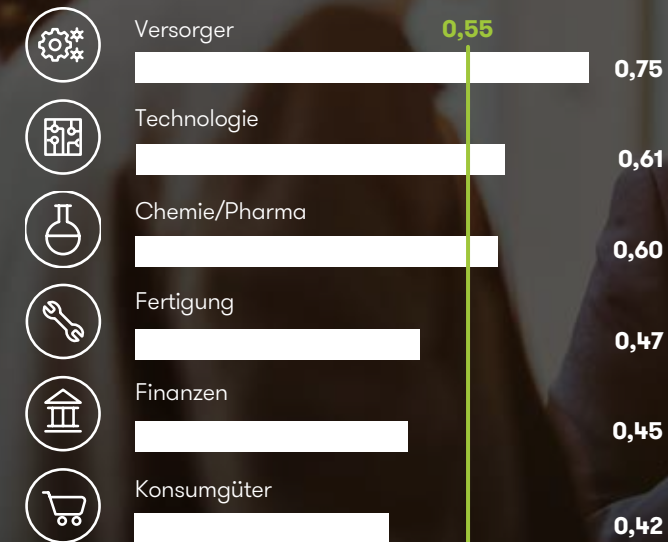 Versorger
0,55
0,75
Technologie
0,61
Chemie/Pharma
0,60
Fertigung
0,47
Finanzen
0,45
Konsumgüter
0,42